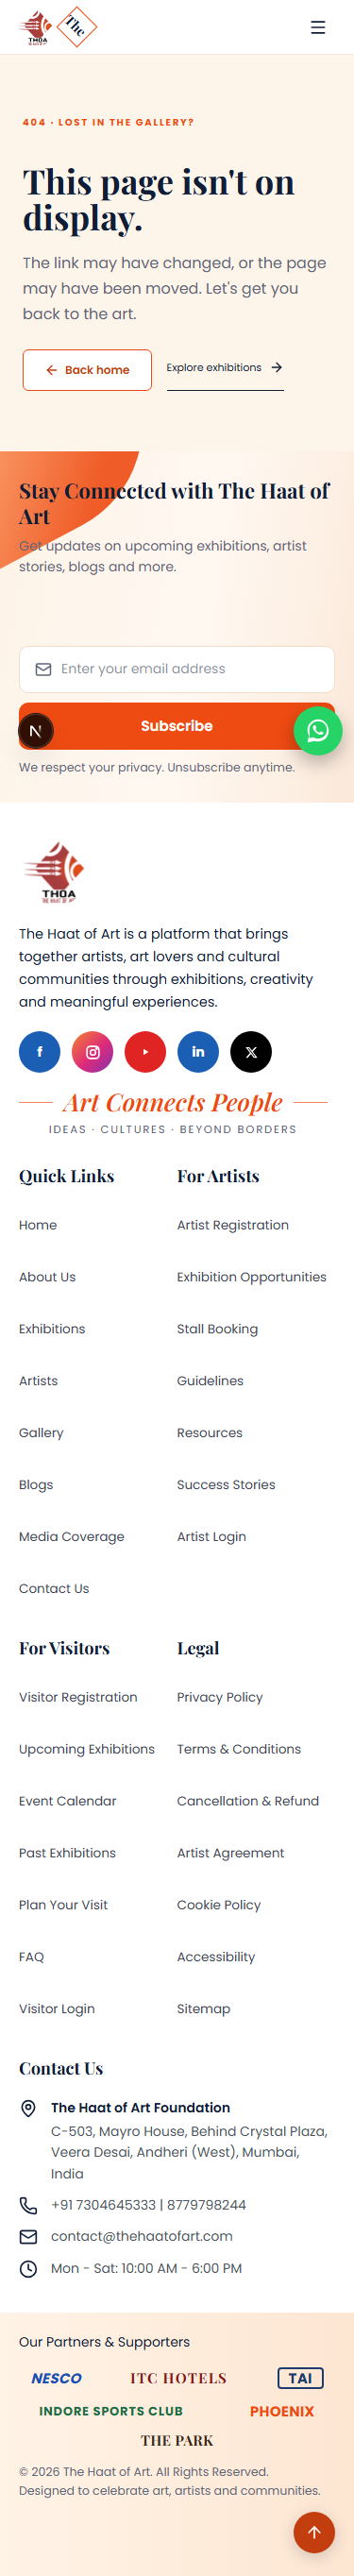 THOA
THE HAAT OF ART
The
404 · LOST IN THE GALLERY?
This page isn't on
display.
The link may have changed, or the page
may have been moved. Let's get you
back to the art.
Back home
Explore exhibitions
Stay Connected with The Haat of
Art
Get updates on upcoming exhibitions, artist
stories, blogs and more.
Enter your email address
Subscribe
N
We respect your privacy. Unsubscribe anytime.
THOA
THE HAAT OF ART
The Haat of Art is a platform that brings
together artists, art lovers and cultural
communities through exhibitions, creativity
and meaningful experiences.
f
in
X
Art Connects People
IDEAS · CULTURES · BEYOND BORDERS
Quick Links
Home
About Us
Exhibitions
Artists
Gallery
Blogs
Media Coverage
Contact Us
For Artists
Artist Registration
Exhibition Opportunities
Stall Booking
Guidelines
Resources
Success Stories
Artist Login
For Visitors
Visitor Registration
Upcoming Exhibitions
Event Calendar
Past Exhibitions
Plan Your Visit
FAQ
Visitor Login
Legal
Privacy Policy
Terms & Conditions
Cancellation & Refund
Artist Agreement
Cookie Policy
Accessibility
Sitemap
Contact Us
The Haat of Art Foundation
C-503, Mayro House, Behind Crystal Plaza,
Veera Desai, Andheri (West), Mumbai,
India
+91 7304645333 | 8779798244
contact@thehaatofart.com
Mon - Sat: 10:00 AM - 6:00 PM
Our Partners & Supporters
NESCO
ITC HOTELS
TAI
INDORE SPORTS CLUB
PHOENIX
THE PARK
© 2026 The Haat of Art. All Rights Reserved.
Designed to celebrate art, artists and communities.